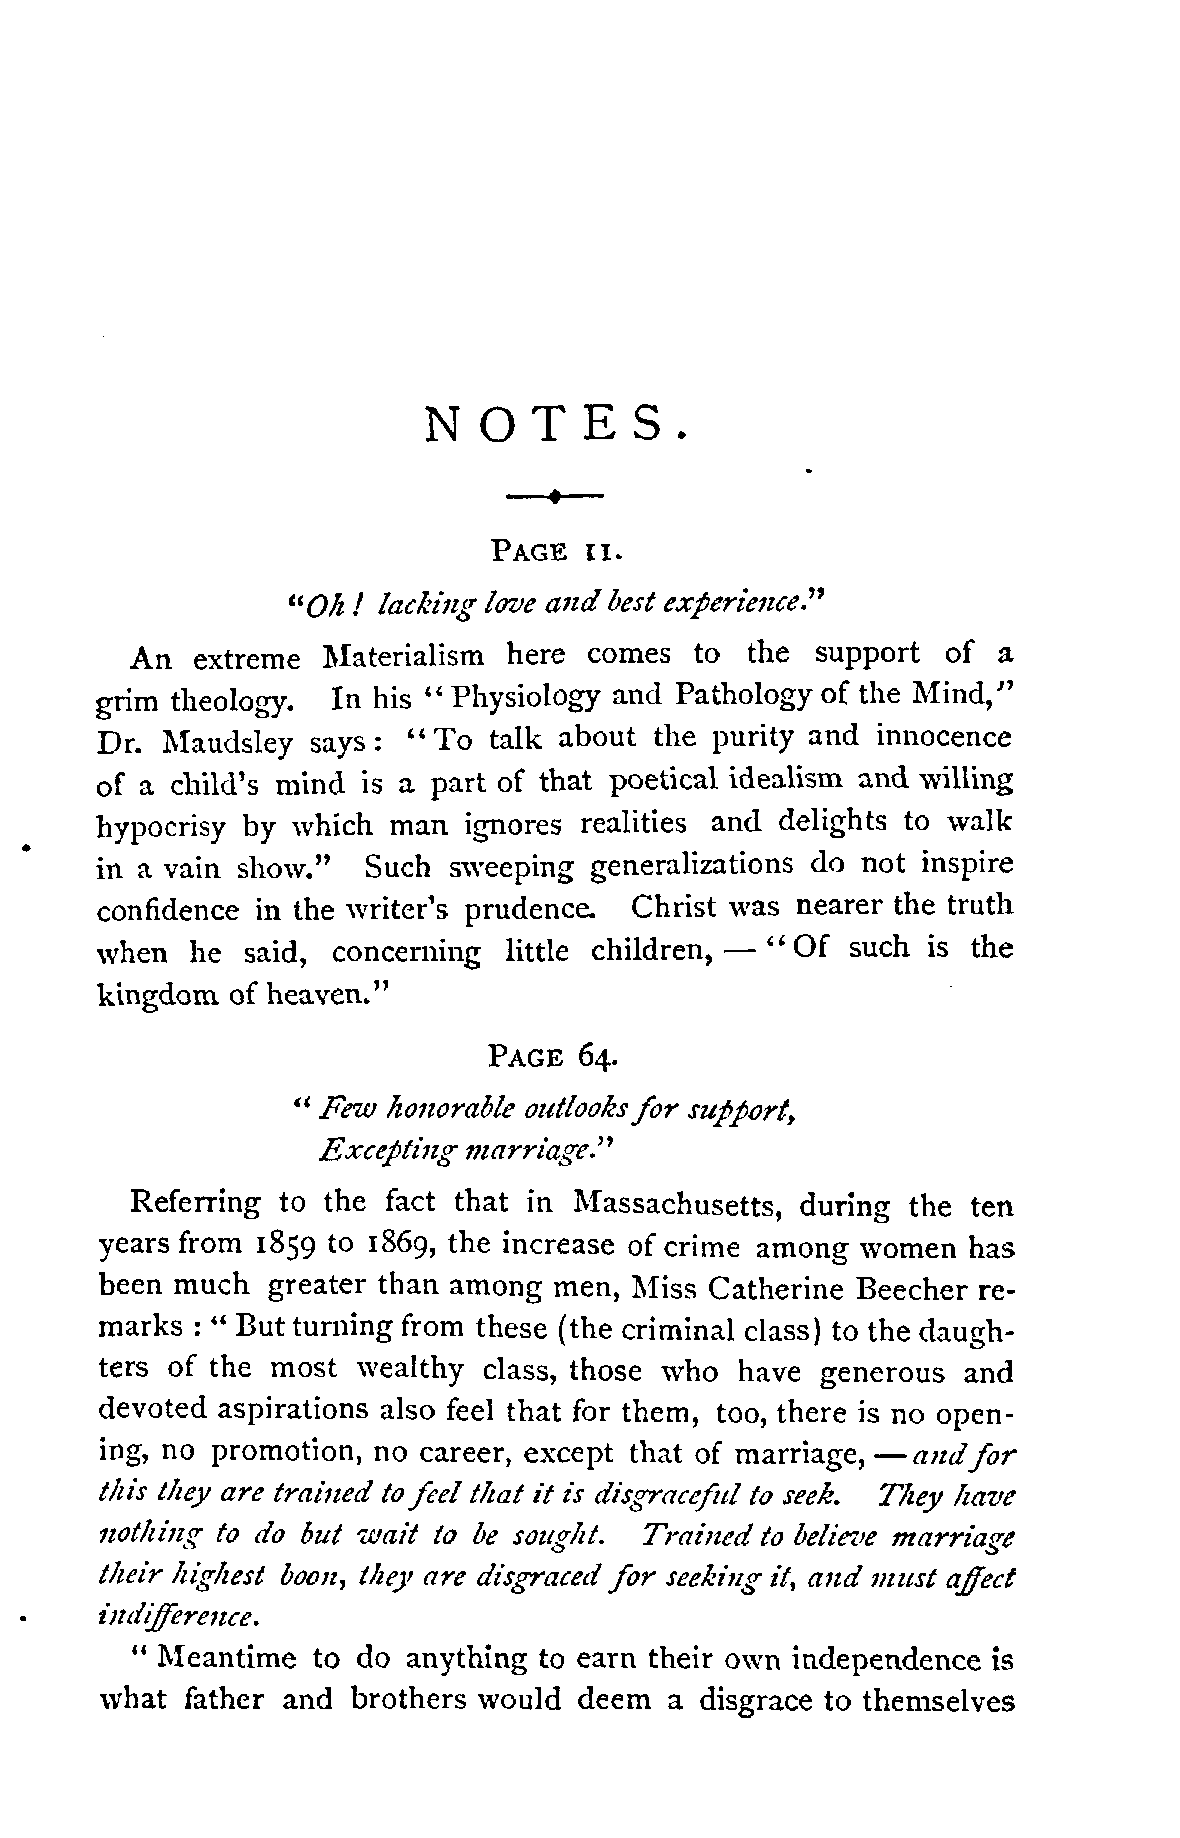 NOTES.
PAGE 11.
"Oh! lacking love and best experience."
An extreme Materialism here comes to the support of a
grim theology. In his "Physiology and Pathology of the Mind,"
Dr. Maudsley says: "To talk about the purity and innocence
of a child's mind is a part of that poetical idealism and willing
hypocrisy by which man ignores realities and delights to walk
in a vain show." Such sweeping generalizations do not inspire
confidence in the writer's prudence. Christ was nearer the truth
when he said, concerning little children, — "Of such is the
kingdom of heaven."
PAGE 64.
"Few honorable outlooks for support,
Excepting marriage."
Referring to the fact that in Massachusetts, during the ten
years from 1859 to 1869, the increase of crime among women has
been much greater than among men, Miss Catherine Beecher re-
marks: "But turning from these (the criminal class) to the daugh-
ters of the most wealthy class, those who have generous and
devoted aspirations also feel that for them, too, there is no open-
ing, no promotion, no career, except that of marriage, — and for
this they are trained to feel that it is disgraceful to seek. They have
nothing to do but wait to be sought. Trained to believe marriage
their highest boon, they are disgraced for seeking it, and must affect
indifference.
"Meantime to do anything to earn their own independence is
what father and brothers would deem a disgrace to themselves